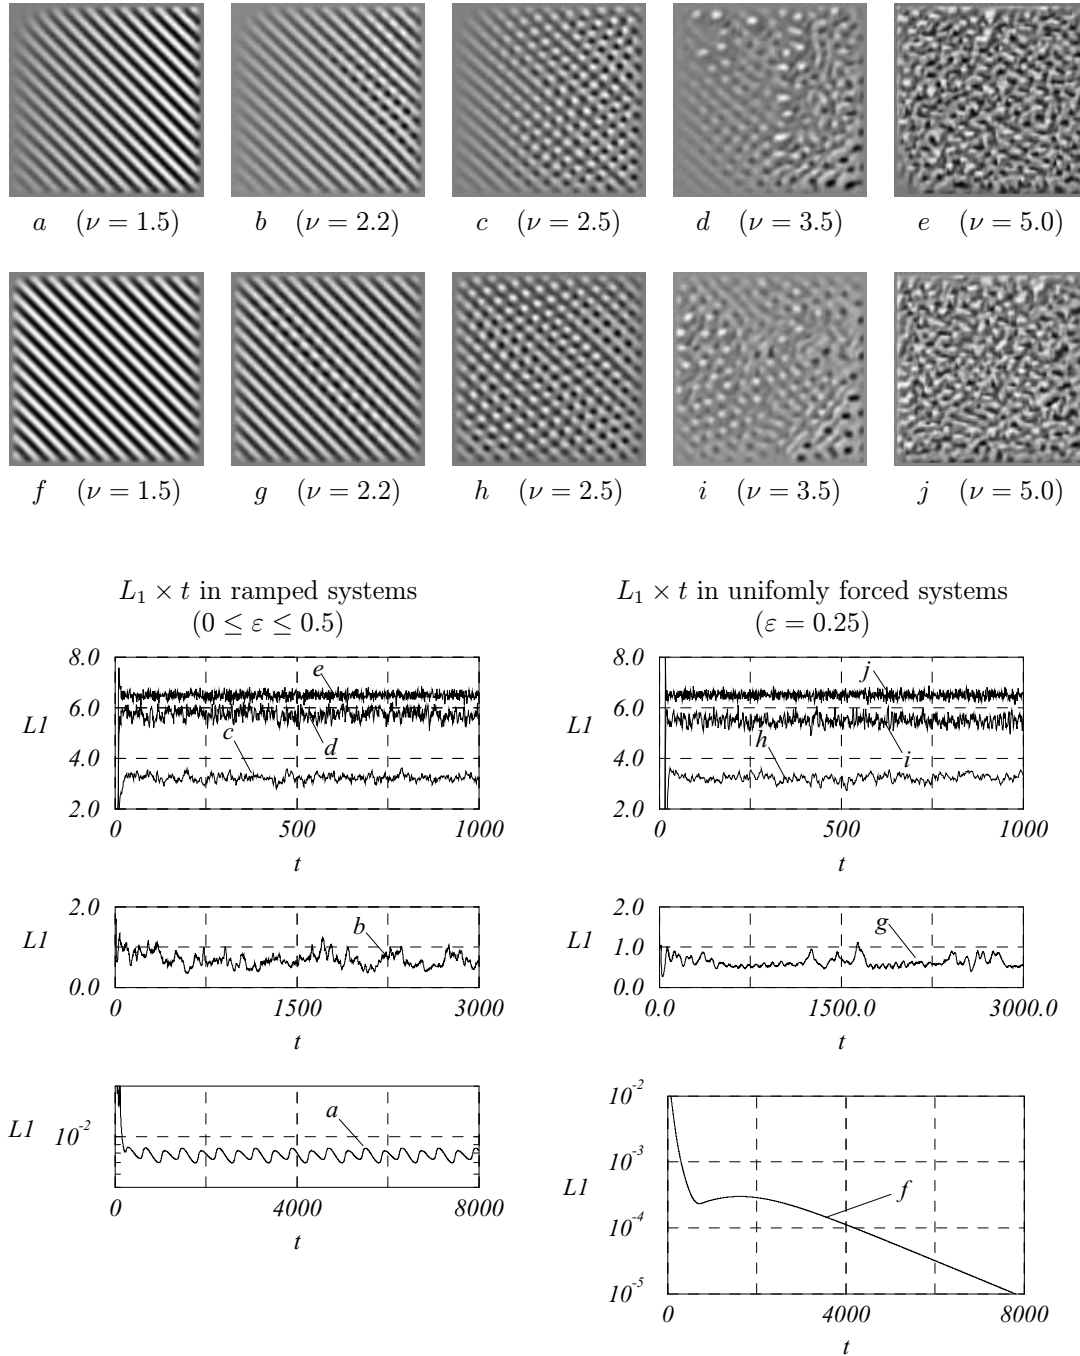 a (ν = 1.5) b (ν = 2.2) c (ν = 2.5) d (ν = 3.5) e (ν = 5.0)
f (ν = 1.5) g (ν = 2.2) h (ν = 2.5) i (ν = 3.5) j (ν = 5.0)
L₁ × t in ramped systems
(0 ≤ ε ≤ 0.5)
8.0
6.0
4.0
2.0
L1
e
c
d
0 500 1000
t
2.0
1.0
0.0
L1
b
0 1500 3000
t
L1
10⁻²
a
0 4000 8000
t
L₁ × t in unifomly forced systems
(ε = 0.25)
8.0
6.0
4.0
2.0
L1
j
h
i
0 500 1000
t
2.0
1.0
0.0
L1
g
0.0 1500.0 3000.0
t
10⁻²
10⁻³
10⁻⁴
10⁻⁵
L1
f
0 4000 8000
t